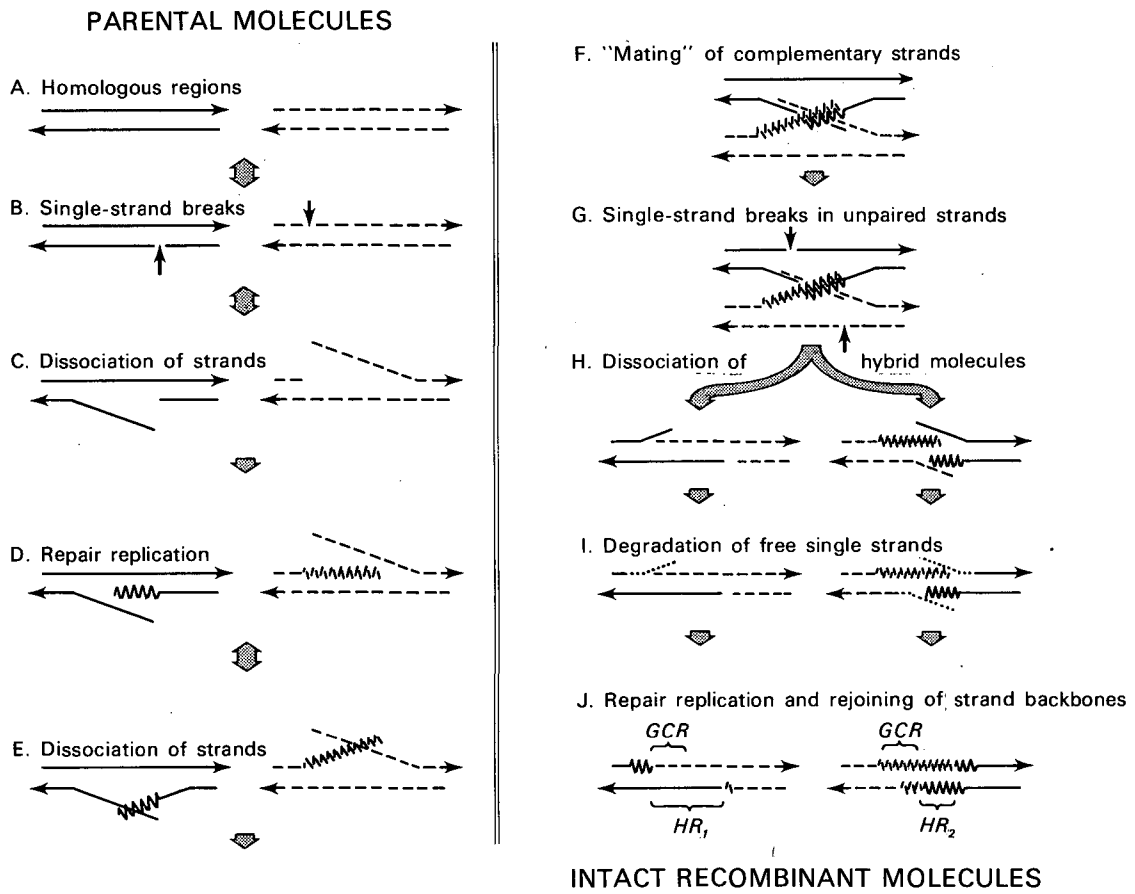 PARENTAL MOLECULES
A. Homologous regions
B. Single-strand breaks
C. Dissociation of strands
D. Repair replication
E. Dissociation of strands
F. "Mating" of complementary strands
G. Single-strand breaks in unpaired strands
H. Dissociation of hybrid molecules
I. Degradation of free single strands
J. Repair replication and rejoining of strand backbones
GCR GCR
HR₁ HR₂
INTACT RECOMBINANT MOLECULES